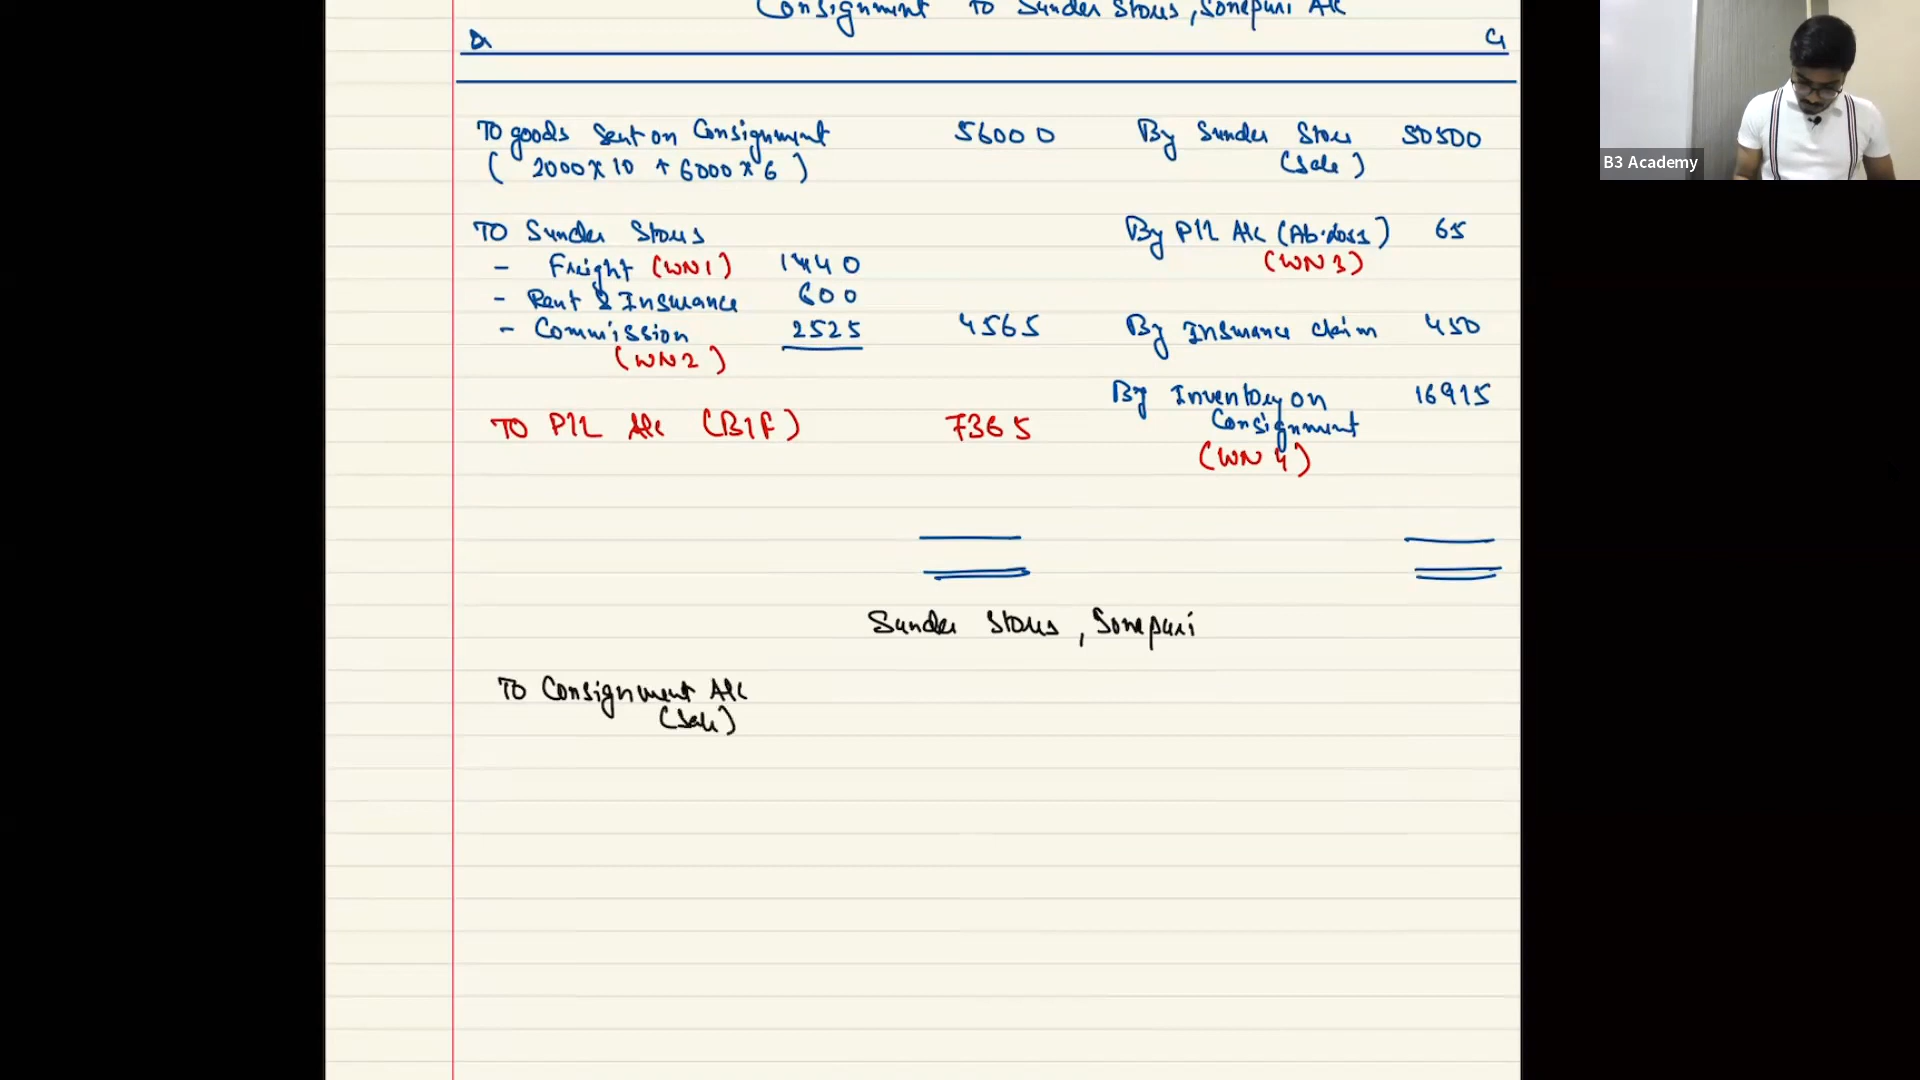 Consignment To Sunder Stores, Sonepuri A/c
Dr Cr
To goods Sent on Consignment 56000 By Sunder Store 50500
( 2000 x 10 + 6000 x 6 ) (Sale)
TO Sunder Stores By P/L A/c (Ab. Loss) 65
- Freight (WN1) 1440 (WN 3)
- Rent & Insurance 600
- Commission 2525 4565 By Insurance Claim 450
(WN2)
By Inventory on 16915
Consignment
TO P/L A/c (B/F) 7365
(WN 4)
Sunder Stores, Sonepuri
To Consignment A/c
(Sale)
B3 Academy